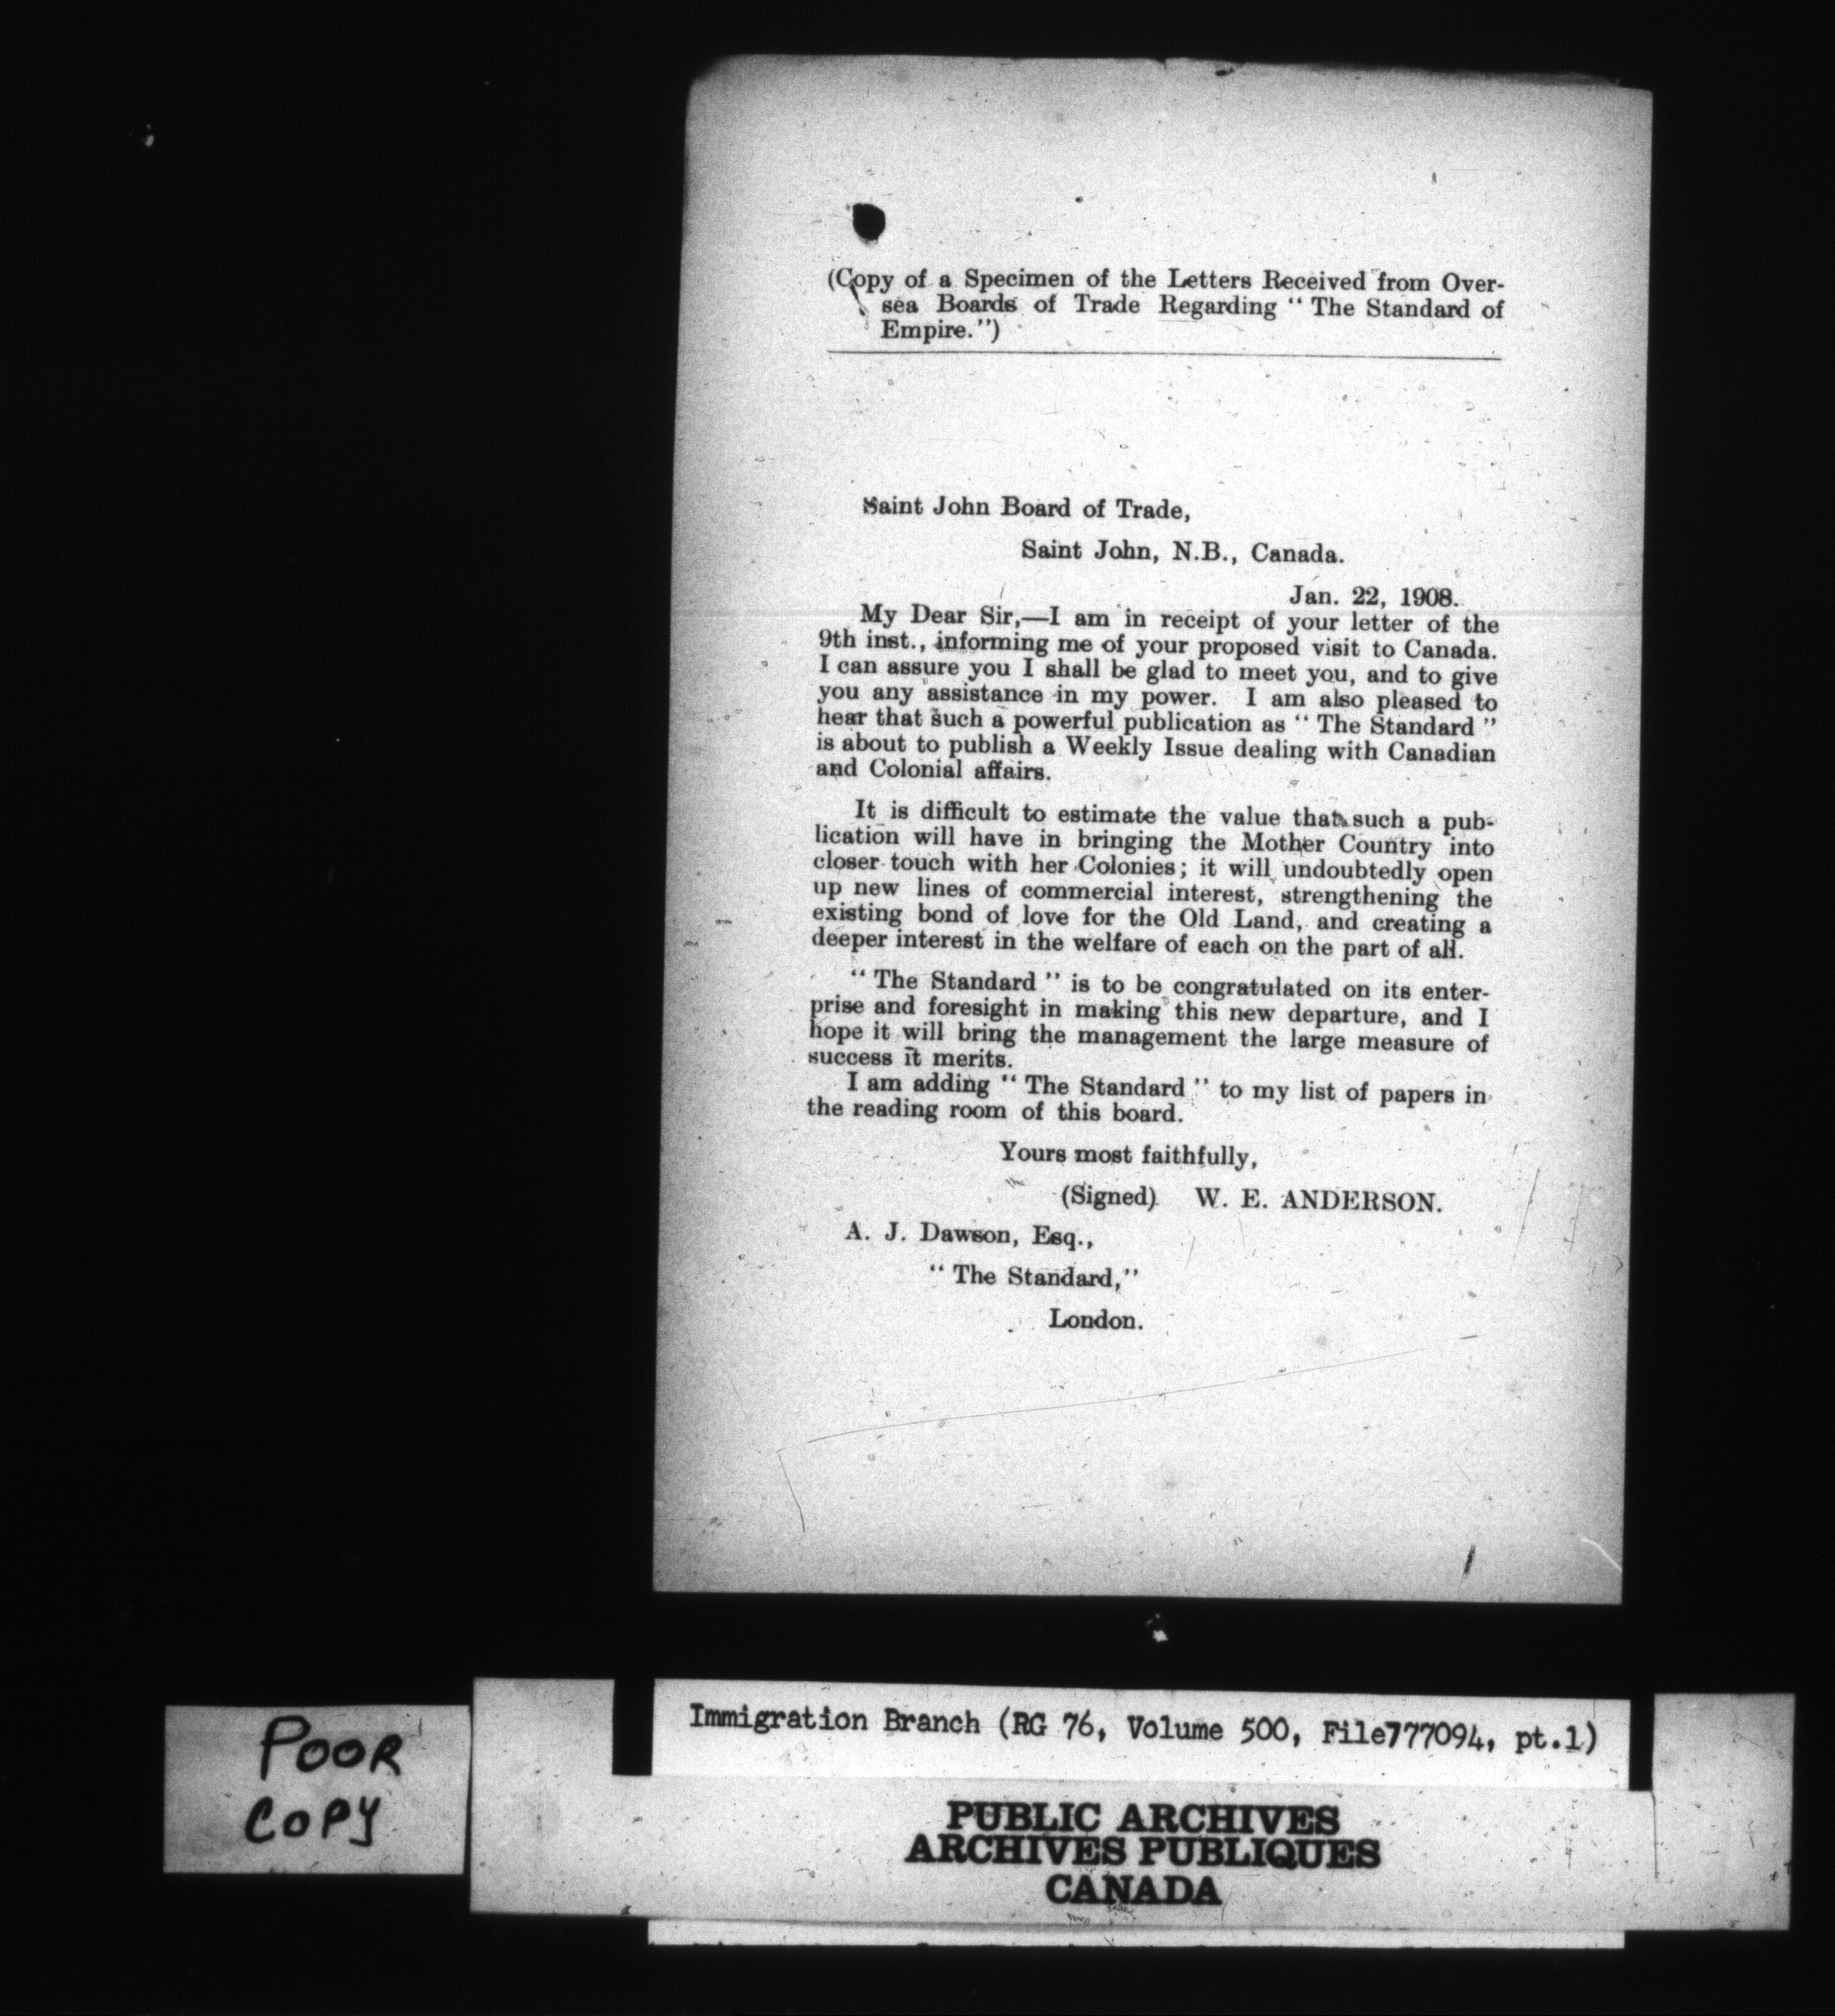 (Copy of a Specimen of the Letters Received from Over-
sea Boards of Trade Regarding "The Standard of
Empire.")
Saint John Board of Trade,
Saint John, N.B., Canada.
Jan. 22, 1908.
My Dear Sir,—I am in receipt of your letter of the
9th inst., informing me of your proposed visit to Canada.
I can assure you I shall be glad to meet you, and to give
you any assistance in my power. I am also pleased to
hear that such a powerful publication as "The Standard"
is about to publish a Weekly Issue dealing with Canadian
and Colonial affairs.
It is difficult to estimate the value that such a pub-
lication will have in bringing the Mother Country into
closer touch with her Colonies; it will undoubtedly open
up new lines of commercial interest, strengthening the
existing bond of love for the Old Land, and creating a
deeper interest in the welfare of each on the part of all.
"The Standard" is to be congratulated on its enter-
prise and foresight in making this new departure, and I
hope it will bring the management the large measure of
success it merits.
I am adding "The Standard" to my list of papers in
the reading room of this board.
Yours most faithfully,
(Signed) W. E. ANDERSON.
A. J. Dawson, Esq.,
"The Standard,"
London.
Immigration Branch (RG 76, Volume 500, File777094, pt.1)
POOR
COPY
PUBLIC ARCHIVES
ARCHIVES PUBLIQUES
CANADA